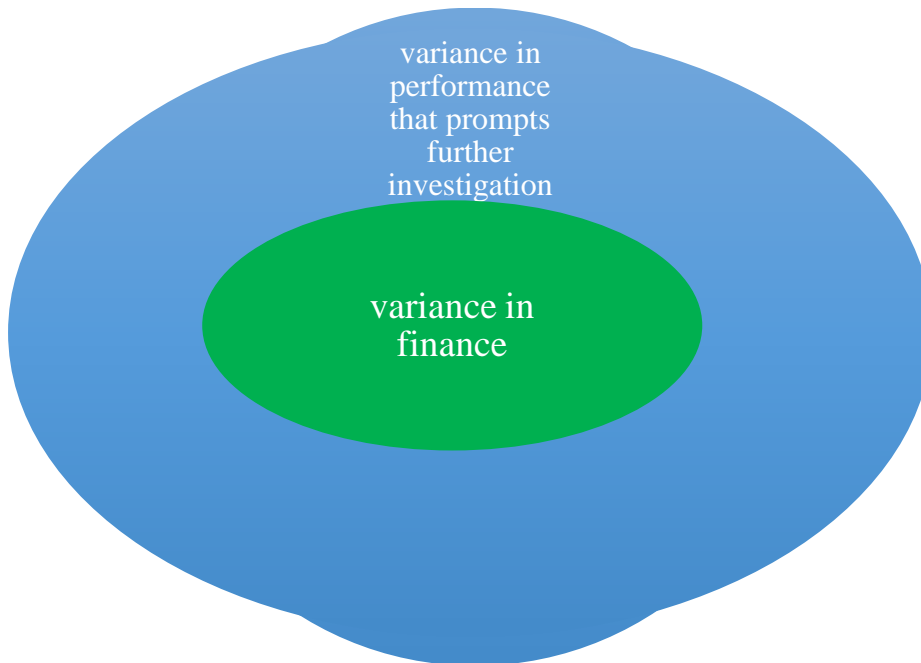 variance in
performance
that prompts
further
investigation
variance in
finance